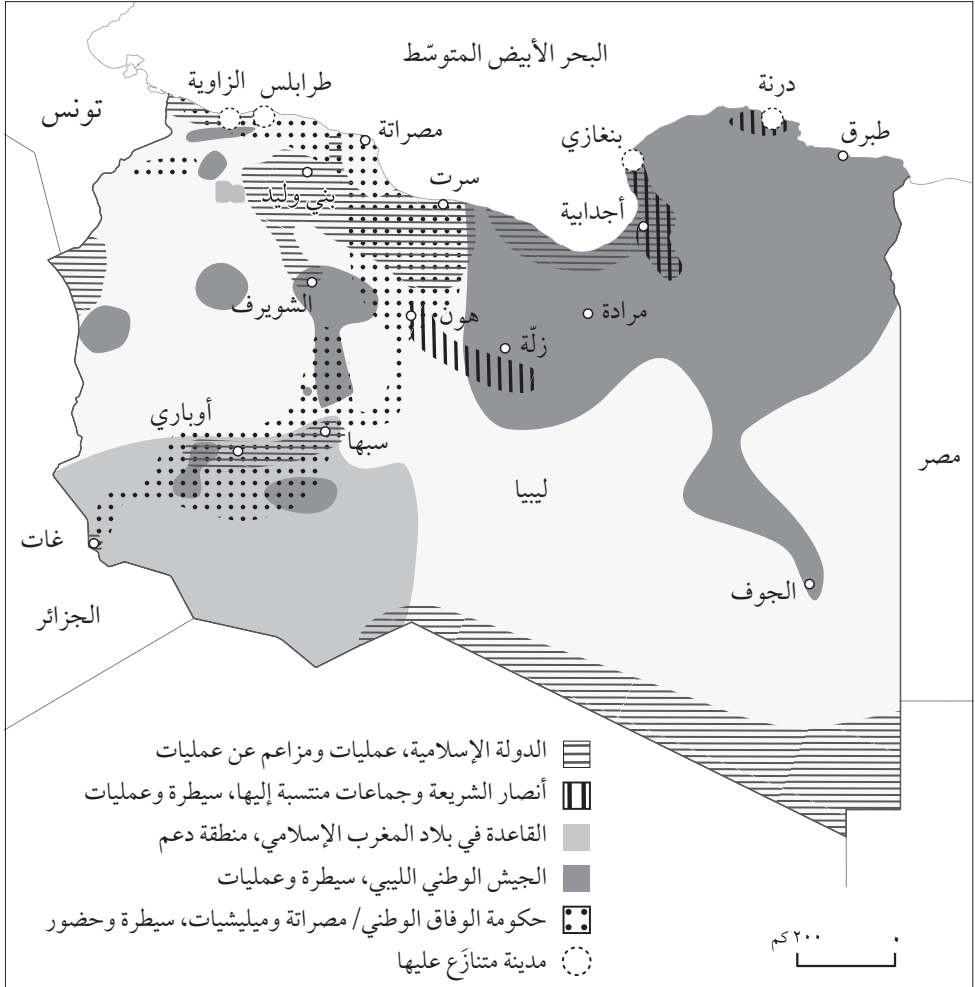 البحر الأبيض المتوسّط
تونس
الزاوية
طرابلس
مصراتة
بني وليد
سرت
بنغازي
درنة
طبرق
أجدابية
الشويرف
هون
زلّة
مرادة
أوباري
سبها
مصر
ليبيا
غات
الجزائر
الجوف
الدولة الإسلامية، عمليات ومزاعم عن عمليات
أنصار الشريعة وجماعات منتسبة إليها، سيطرة وعمليات
القاعدة في بلاد المغرب الإسلامي، منطقة دعم
الجيش الوطني الليبي، سيطرة وعمليات
حكومة الوفاق الوطني/ مصراتة وميليشيات، سيطرة وحضور
مدينة متنازَع عليها
٠ ٢٠٠ كم